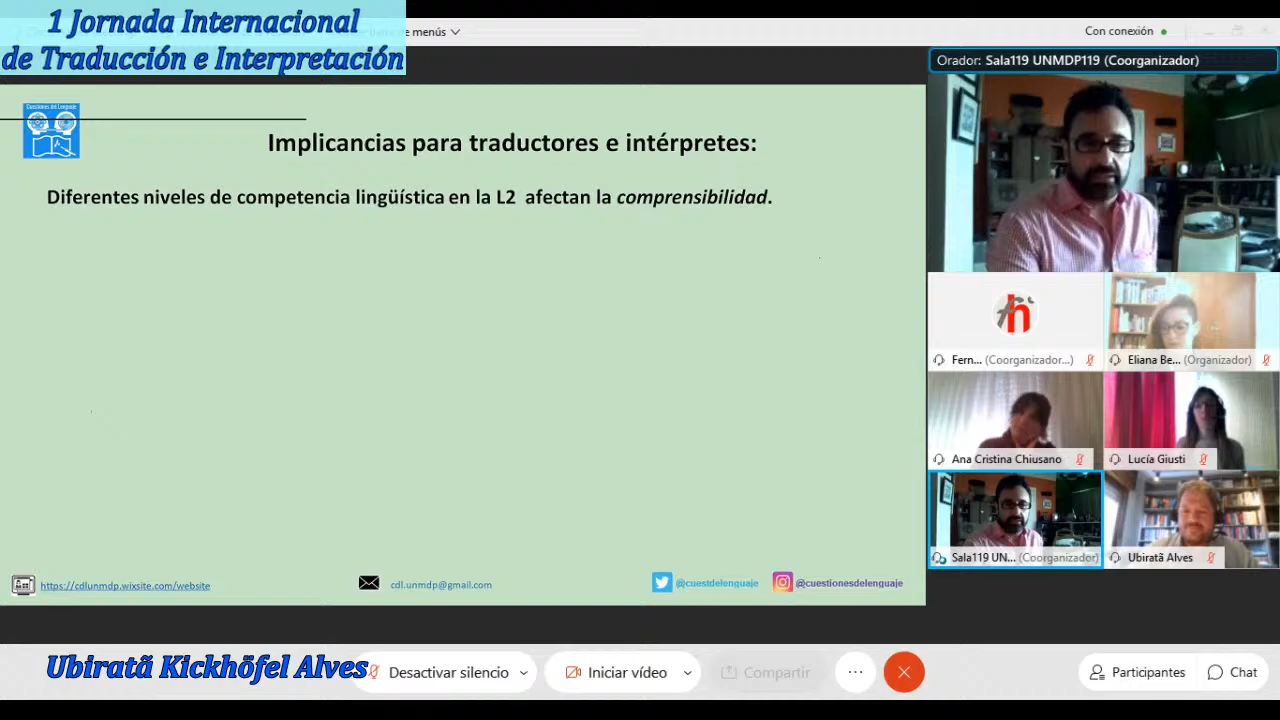 1 Jornada Internacional
de Traducción e Interpretación
menús
Con conexión
Orador: Sala119 UNMDP119 (Coorganizador)
Cuestiones del Lenguaje
Implicancias para traductores e intérpretes:
Diferentes niveles de competencia lingüística en la L2 afectan la comprensibilidad.
Fern... (Coorganizador...)
Eliana Be... (Organizador)
Ana Cristina Chiusano
Lucía Giusti
Sala119 UN... (Coorganizador)
Ubiratã Alves
https://cdlunmdp.wixsite.com/website
cdl.unmdp@gmail.com
@cuestdelenguaje
@cuestionesdelenguaje
Ubiratã Kickhöfel Alves
Desactivar silencio
Iniciar vídeo
Compartir
Participantes
Chat